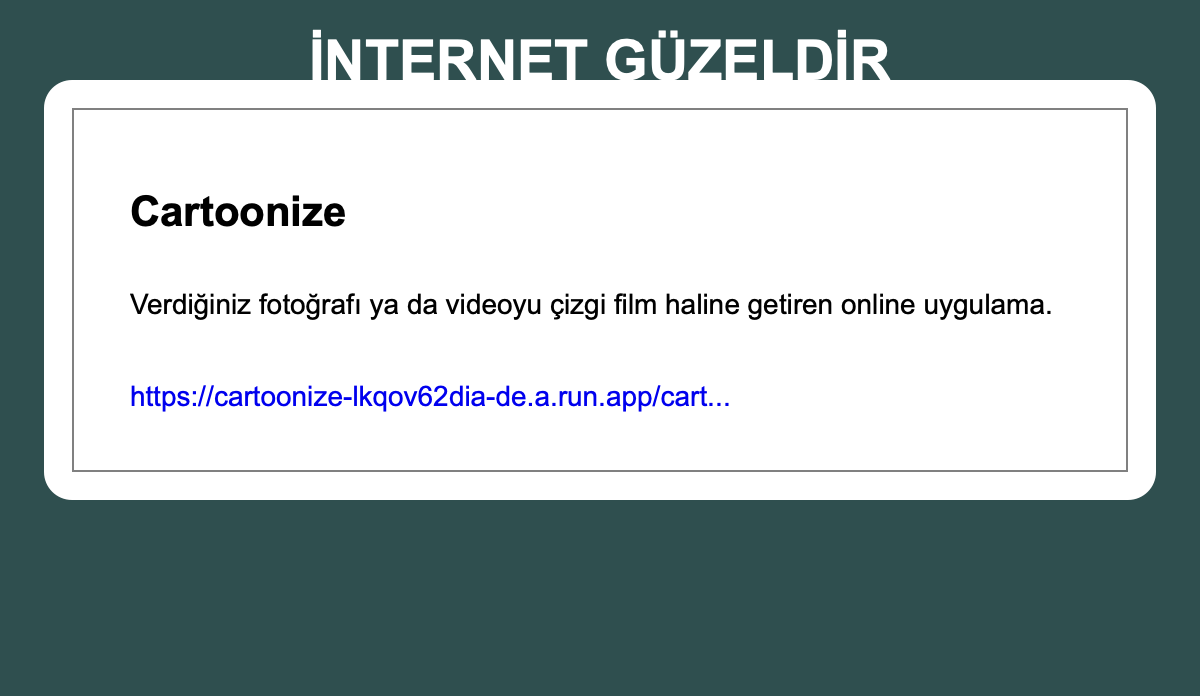 İNTERNET GÜZELDİR
Cartoonize
Verdiğiniz fotoğrafı ya da videoyu çizgi film haline getiren online uygulama.
https://cartoonize-lkqov62dia-de.a.run.app/cart...